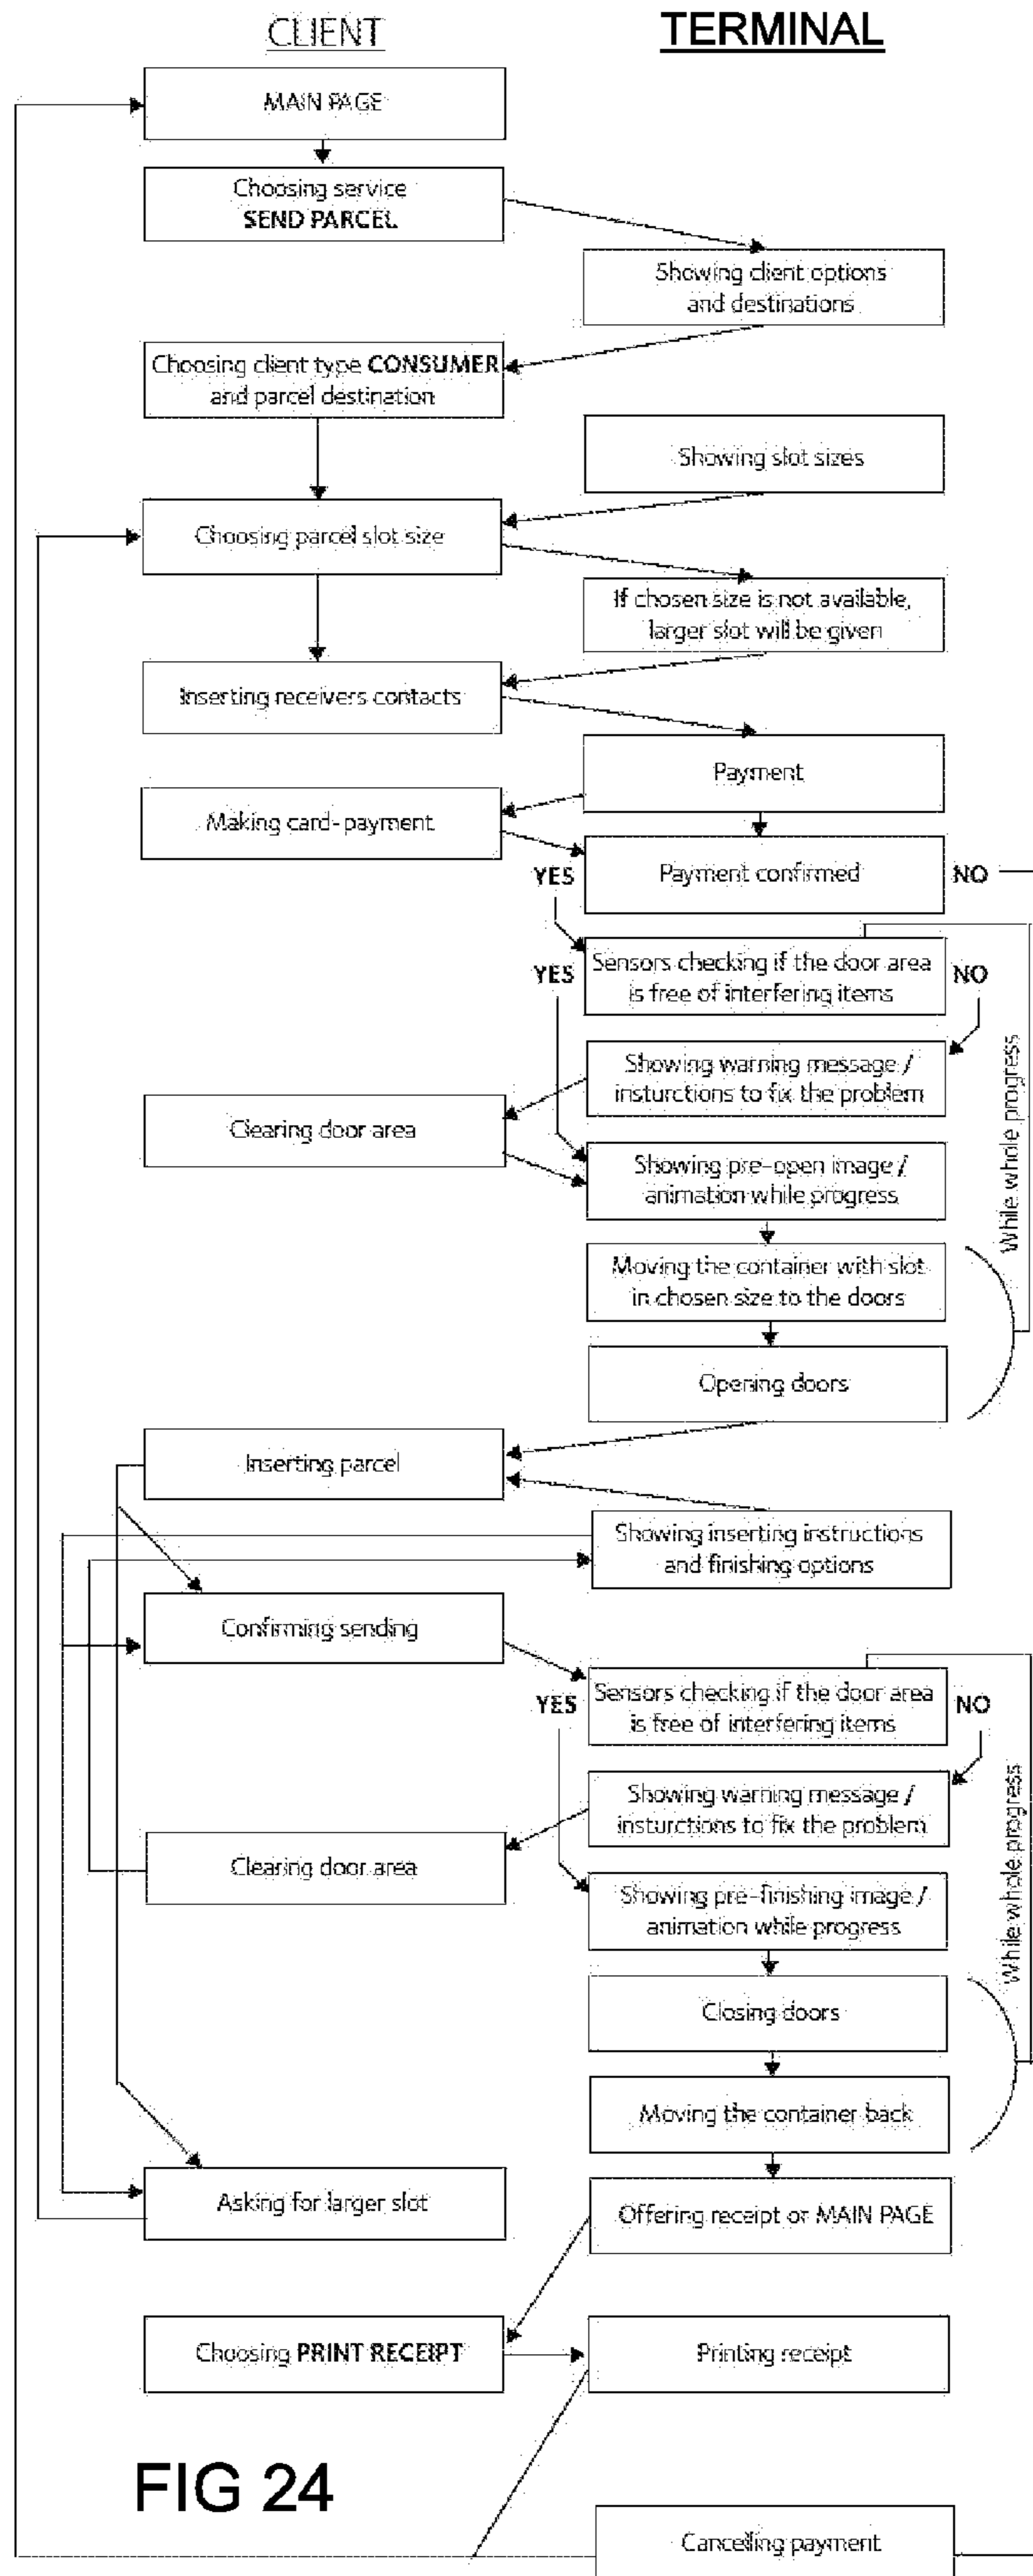 CLIENT
TERMINAL
MAIN PAGE
Choosing service
SEND PARCEL
Showing client options
and destinations
Choosing client type CONSUMER
and parcel destination
Showing slot sizes
Choosing parcel slot size
If chosen size is not available,
larger slot will be given
Inserting receivers contacts
Payment
Making card-payment
YES
Payment confirmed
NO
YES
Sensors checking if the door area
is free of interfering items
NO
Showing warning message /
insturctions to fix the problem
While whole progress
Clearing door area
Showing pre-open image /
animation while progress
Moving the container with slot
in chosen size to the doors
Opening doors
Inserting parcel
Showing inserting instructions
and finishing options
Confirming sending
YES
Sensors checking if the door area
is free of interfering items
NO
Showing warning message /
insturctions to fix the problem
While whole progress
Clearing door area
Showing pre-finishing image /
animation while progress
Closing doors
Moving the container back
Asking for larger slot
Offering receipt or MAIN PAGE
Choosing PRINT RECEIPT
Printing receipt
FIG 24
Cancelling payment